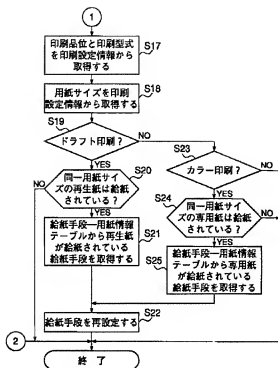 1
S17
印刷品位と印刷型式
を印刷設定情報から
取得する
S18
用紙サイズを印刷
設定情報から取得する
S19
ドラフト印刷?
NO
YES
S20
同一用紙サイ
ズの再生紙は給紙
されている?
NO
YES
S21
給紙手段―用紙情報
テーブルから再生紙
が給紙されている
給紙手段を取得する
S23
カラー印刷?
NO
YES
S24
同一用紙サイ
ズの専用紙は給紙
されている?
NO
YES
S25
給紙手段―用紙情報
テーブルから専用紙
が給紙されている
給紙手段を取得する
S22
給紙手段を再設定する
2
終了